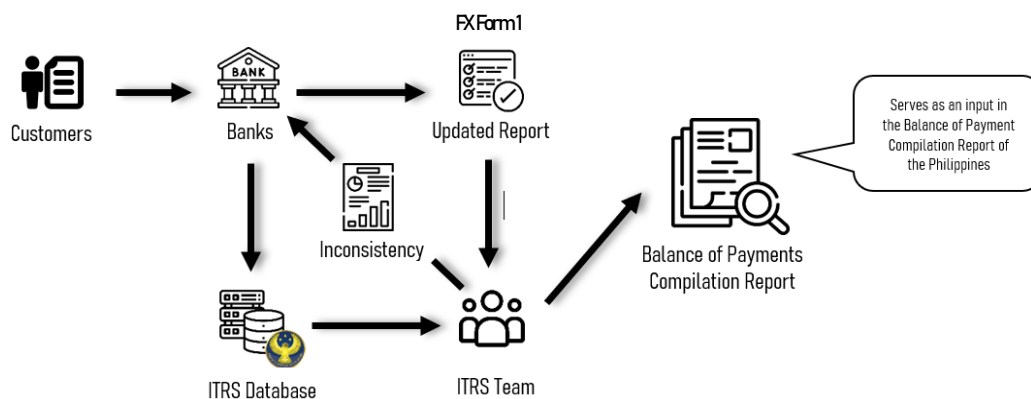 FX Form1
BANK
Customers
Banks
Updated Report
Serves as an input in
the Balance of Payment
Compilation Report of
the Philippines
Inconsistency
Balance of Payments
Compilation Report
ITRS Database
ITRS Team